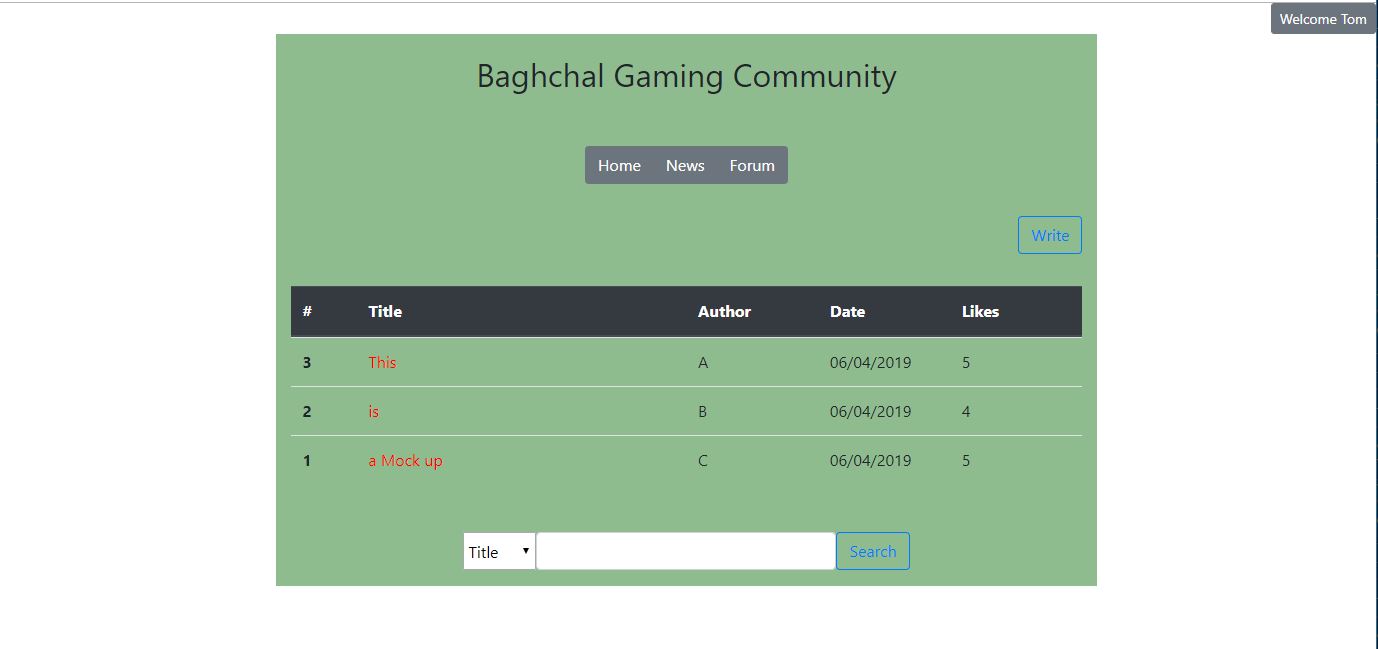 Welcome Tom
Baghchal Gaming Community
Home News Forum
Write
# Title Author Date Likes
3 This A 06/04/2019 5
2 is B 06/04/2019 4
1 a Mock up C 06/04/2019 5
Title Search